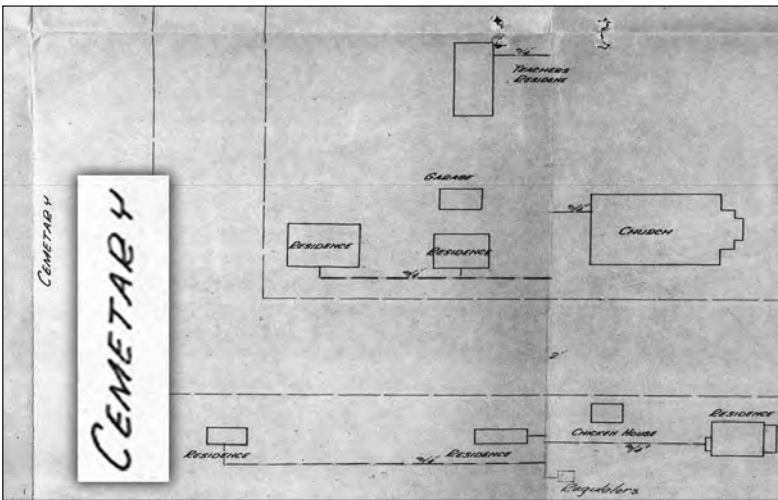 3/4"
TEACHERS
RESIDENE
GARAGE
CEMETARY
CEMETARY
3/4"
CHURCH
RESIDENCE
RESIDENCE
3/4"
2"
RESIDENCE
CHICKEN HOUSE
RESIDENCE
RESIDENCE
3/4"
3/4"
Regulators